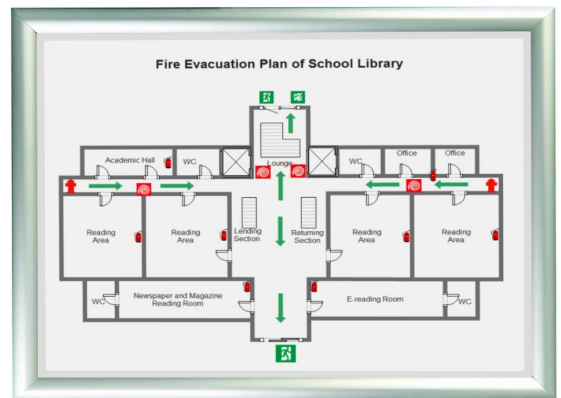 Fire Evacuation Plan of School Library
Academic Hall
WC
Lounge
WC
Office
Office
Reading
Area
Reading
Area
Lending
Section
Returning
Section
Reading
Area
Reading
Area
WC
Newspaper and Magazine
Reading Room
E-reading Room
WC